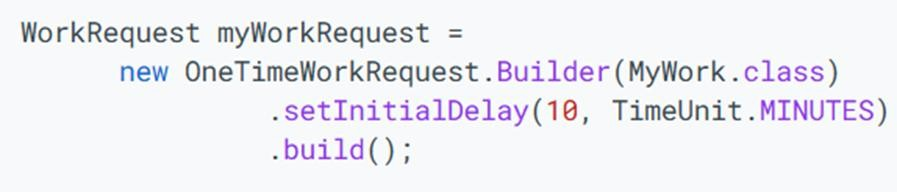 WorkRequest myWorkRequest =
new OneTimeWorkRequest.Builder(MyWork.class)
.setInitialDelay(10, TimeUnit.MINUTES)
.build();